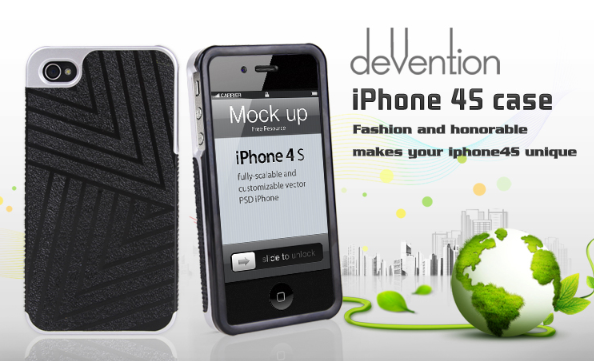 deVention
iPhone 4S case
Fashion and honorable
makes your iphone4S unique
CARRIER
Mock up
Free Resource
iPhone 4 S
fully-scalable and
customizable vector
PSD iPhone
slide to unlock